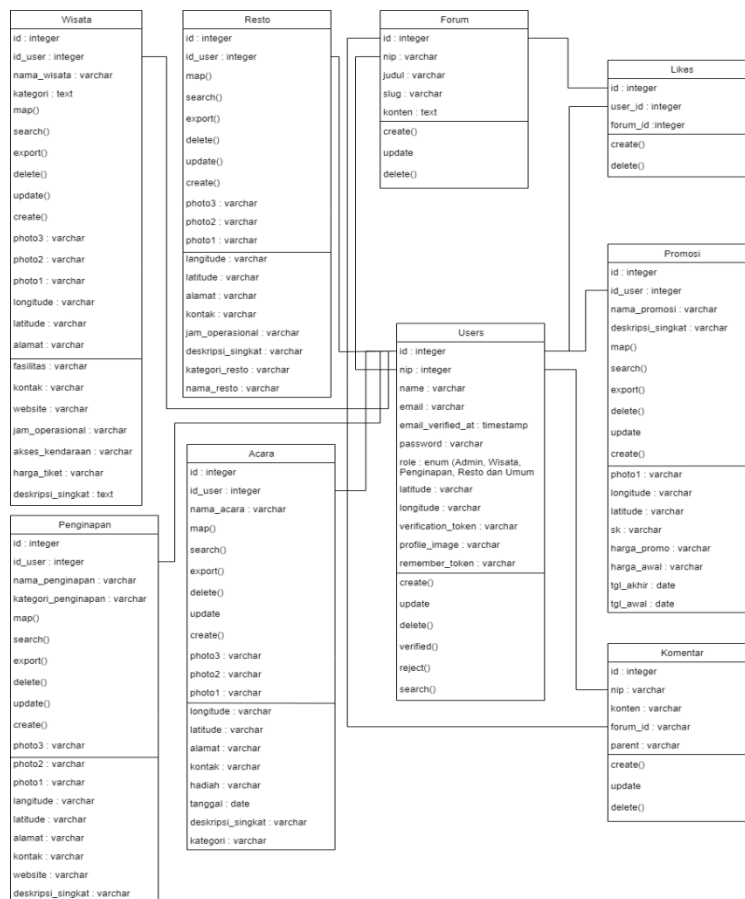 Wisata
id : integer
id_user : integer
nama_wisata : varchar
kategori : text
map()
search()
export()
delete()
update()
create()
photo3 : varchar
photo2 : varchar
photo1 : varchar
longitude : varchar
latitude : varchar
alamat : varchar
fasilitas : varchar
kontak : varchar
website : varchar
jam_operasional : varchar
akses_kendaraan : varchar
harga_tiket : varchar
deskripsi_singkat : text
Resto
id : integer
id_user : integer
map()
search()
export()
delete()
update()
create()
photo3 : varchar
photo2 : varchar
photo1 : varchar
langitude : varchar
latitude : varchar
alamat : varchar
kontak : varchar
jam_operasional : varchar
deskripsi_singkat : varchar
kategori_resto : varchar
nama_resto : varchar
Forum
id : integer
nip : varchar
judul : varchar
slug : varchar
konten : text
create()
update
delete()
Likes
id : integer
user_id : integer
forum_id :integer
create()
delete()
Promosi
id : integer
id_user : integer
nama_promosi : varchar
deskripsi_singkat : varchar
map()
search()
export()
delete()
update
create()
photo1 : varchar
longitude : varchar
latitude : varchar
sk : varchar
harga_promo : varchar
harga_awal : varchar
tgl_akhir : date
tgl_awal : date
Users
id : integer
nip : integer
name : varchar
email : varchar
email_verified_at : timestamp
password : varchar
role : enum (Admin, Wisata,
Penginapan, Resto dan Umum
latitude : varchar
longitude : varchar
verification_token : varchar
profile_image : varchar
remember_token : varchar
create()
update
delete()
verified()
reject()
search()
Acara
id : integer
id_user : integer
nama_acara : varchar
map()
search()
export()
delete()
update
create()
photo3 : varchar
photo2 : varchar
photo1 : varchar
longitude : varchar
latitude : varchar
alamat : varchar
kontak : varchar
hadiah : varchar
tanggal : date
deskripsi_singkat : varchar
kategori : varchar
Penginapan
id : integer
id_user : integer
nama_penginapan : varchar
kategori_penginapan : varchar
map()
search()
export()
delete()
update()
create()
photo3 : varchar
photo2 : varchar
photo1 : varchar
langitude : varchar
latitude : varchar
alamat : varchar
kontak : varchar
website : varchar
deskripsi_singkat : varchar
Komentar
id : integer
nip : varchar
konten : varchar
forum_id : varchar
parent : varchar
create()
update
delete()